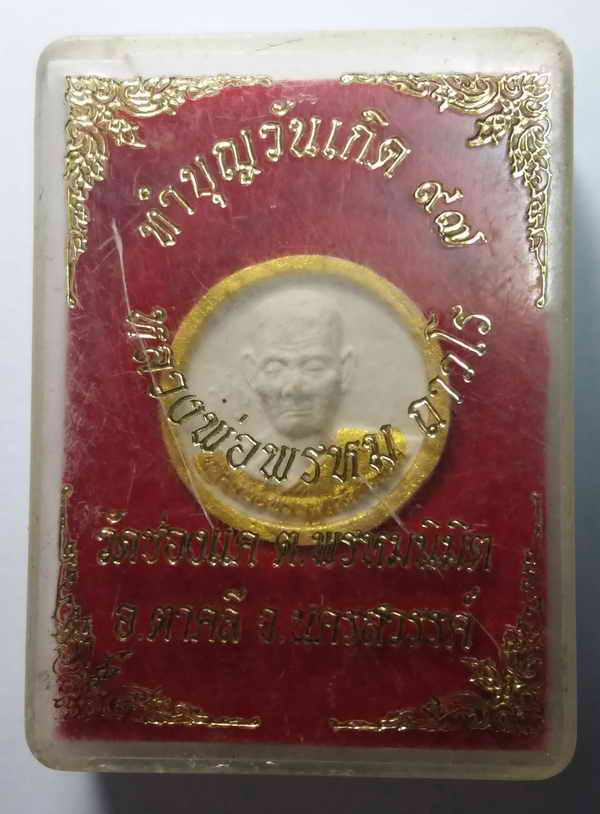 ทำบุญวันเกิด ๙๗
หลวงพ่อพรหม ถาวโร
วัดช่องแค ต.พรหมนิมิต
อ.ตาคลี จ.นครสวรรค์